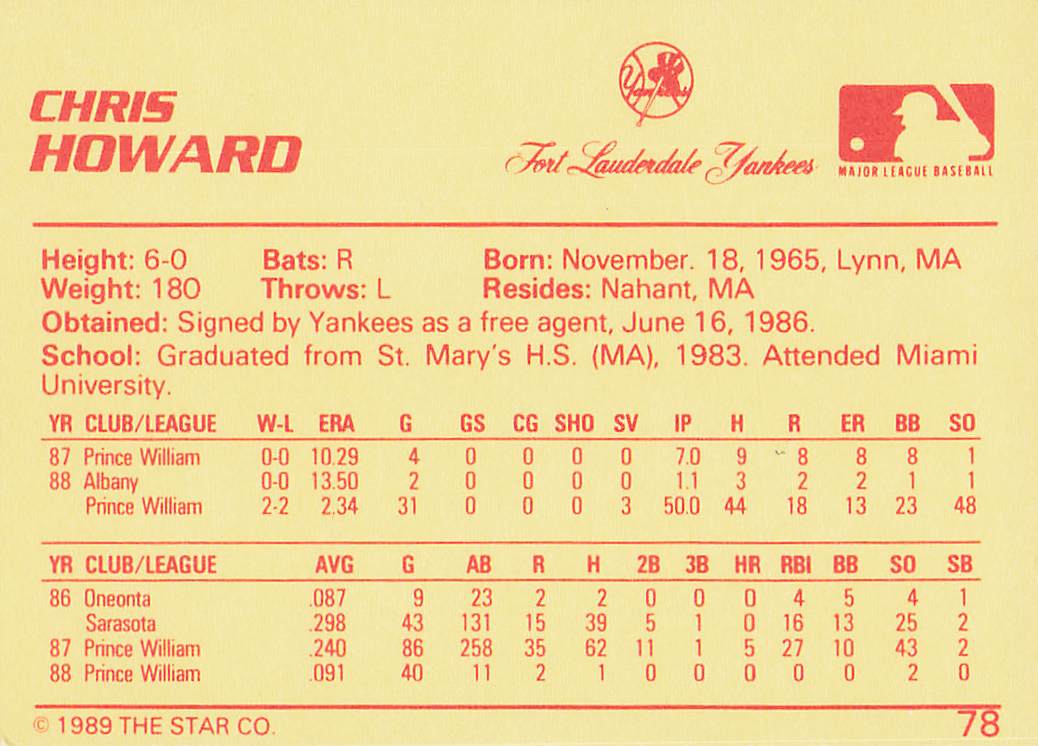 CHRIS
HOWARD
Yankees
Fort Lauderdale Yankees
MAJOR LEAGUE BASEBALL
Height: 6-0 Bats: R Born: November. 18, 1965, Lynn, MA
Weight: 180 Throws: L Resides: Nahant, MA
Obtained: Signed by Yankees as a free agent, June 16, 1986.
School: Graduated from St. Mary's H.S. (MA), 1983. Attended Miami
University.
YR CLUB/LEAGUE W-L ERA G GS CG SHO SV IP H R ER BB SO
87 Prince William 0-0 10.29 4 0 0 0 0 7.0 9 8 8 8 1
88 Albany 0-0 13.50 2 0 0 0 0 1.1 3 2 2 1 1
Prince William 2-2 2.34 31 0 0 0 3 50.0 44 18 13 23 48
YR CLUB/LEAGUE AVG G AB R H 2B 3B HR RBI BB SO SB
86 Oneonta .087 9 23 2 2 0 0 0 4 5 4 1
Sarasota .298 43 131 15 39 5 1 0 16 13 25 2
87 Prince William .240 86 258 35 62 11 1 5 27 10 43 2
88 Prince William .091 40 11 2 1 0 0 0 0 0 2 0
© 1989 THE STAR CO. 78